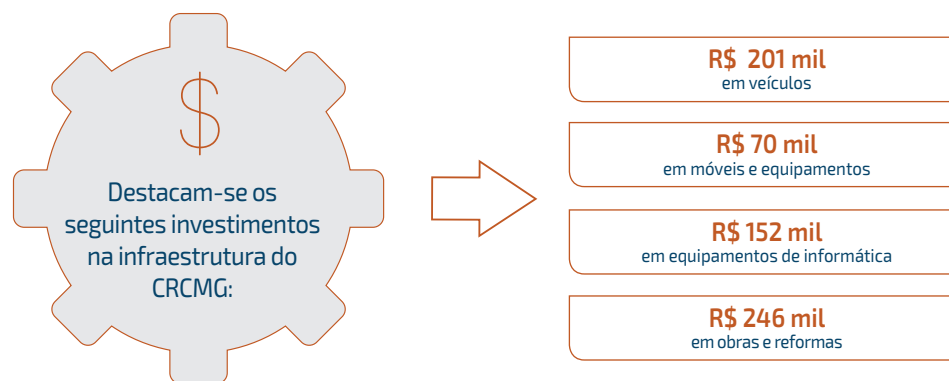 $
Destacam-se os
seguintes investimentos
na infraestrutura do
CRCMG:
R$ 201 mil
em veículos
R$ 70 mil
em móveis e equipamentos
R$ 152 mil
em equipamentos de informática
R$ 246 mil
em obras e reformas